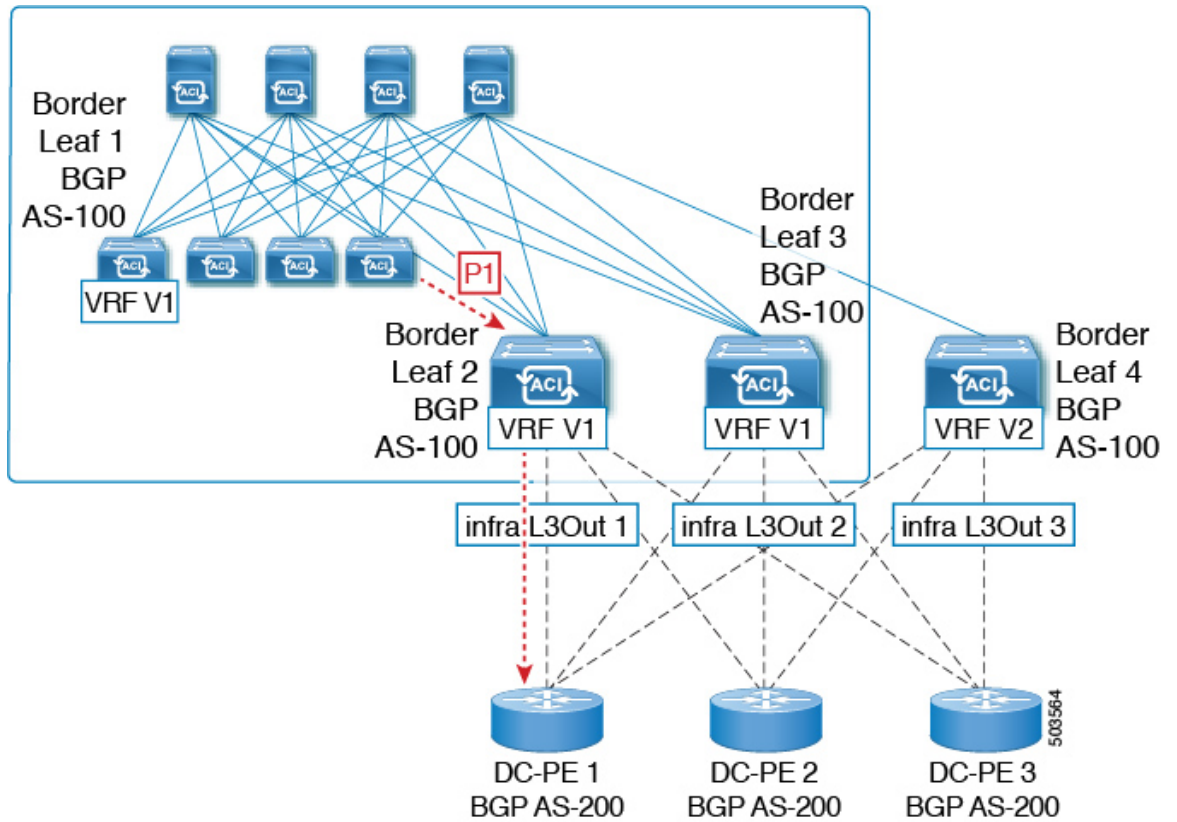 ACI
ACI
ACI
ACI
Border
Leaf 1
BGP
AS-100
ACI
ACI
ACI
ACI
VRF V1
P1
Border
Leaf 3
BGP
AS-100
Border
Leaf 2
BGP
AS-100
ACI
VRF V1
ACI
VRF V1
ACI
VRF V2
Border
Leaf 4
BGP
AS-100
infra L3Out 1
infra L3Out 2
infra L3Out 3
503564
DC-PE 1
BGP AS-200
DC-PE 2
BGP AS-200
DC-PE 3
BGP AS-200